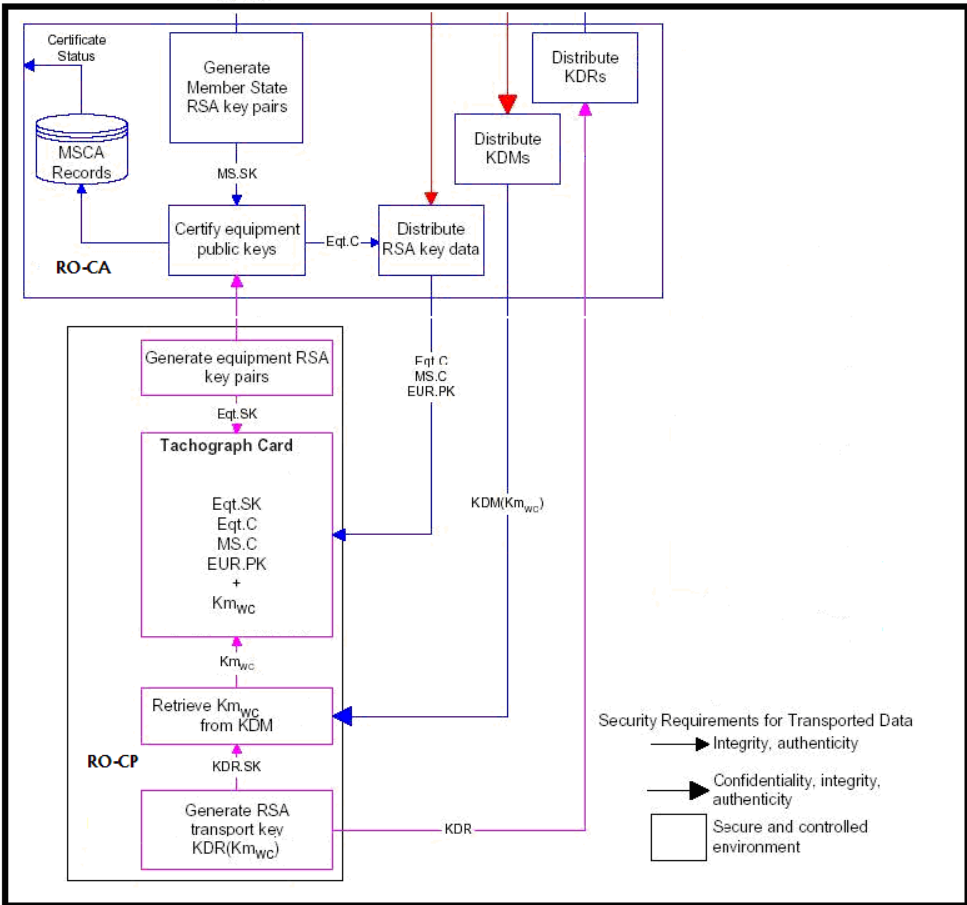 Certificate
Status
Generate
Member State
RSA key pairs
Distribute
KDRs
MSCA
Records
Distribute
KDMs
MS.SK
Certify equipment
public keys
Eqt.C
Distribute
RSA key data
RO-CA
Generate equipment RSA
key pairs
Eqt.C
MS.C
EUR.PK
Eqt.SK
Tachograph Card
Eqt.SK
Eqt.C
MS.C
EUR.PK
+
Kmwc
KDM(Kmwc)
Kmwc
Retrieve Kmwc
from KDM
RO-CP
KDR.SK
Generate RSA
transport key
KDR(Kmwc)
KDR
Security Requirements for Transported Data
Integrity, authenticity
Confidentiality, integrity,
authenticity
Secure and controlled
environment